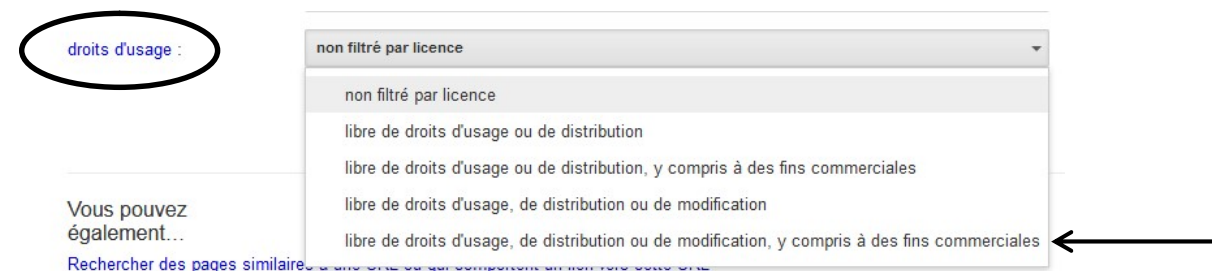 droits d'usage :
non filtré par licence
non filtré par licence
libre de droits d'usage ou de distribution
libre de droits d'usage ou de distribution, y compris à des fins commerciales
libre de droits d'usage, de distribution ou de modification
libre de droits d'usage, de distribution ou de modification, y compris à des fins commerciales
Vous pouvez
également...
Rechercher des pages similaires